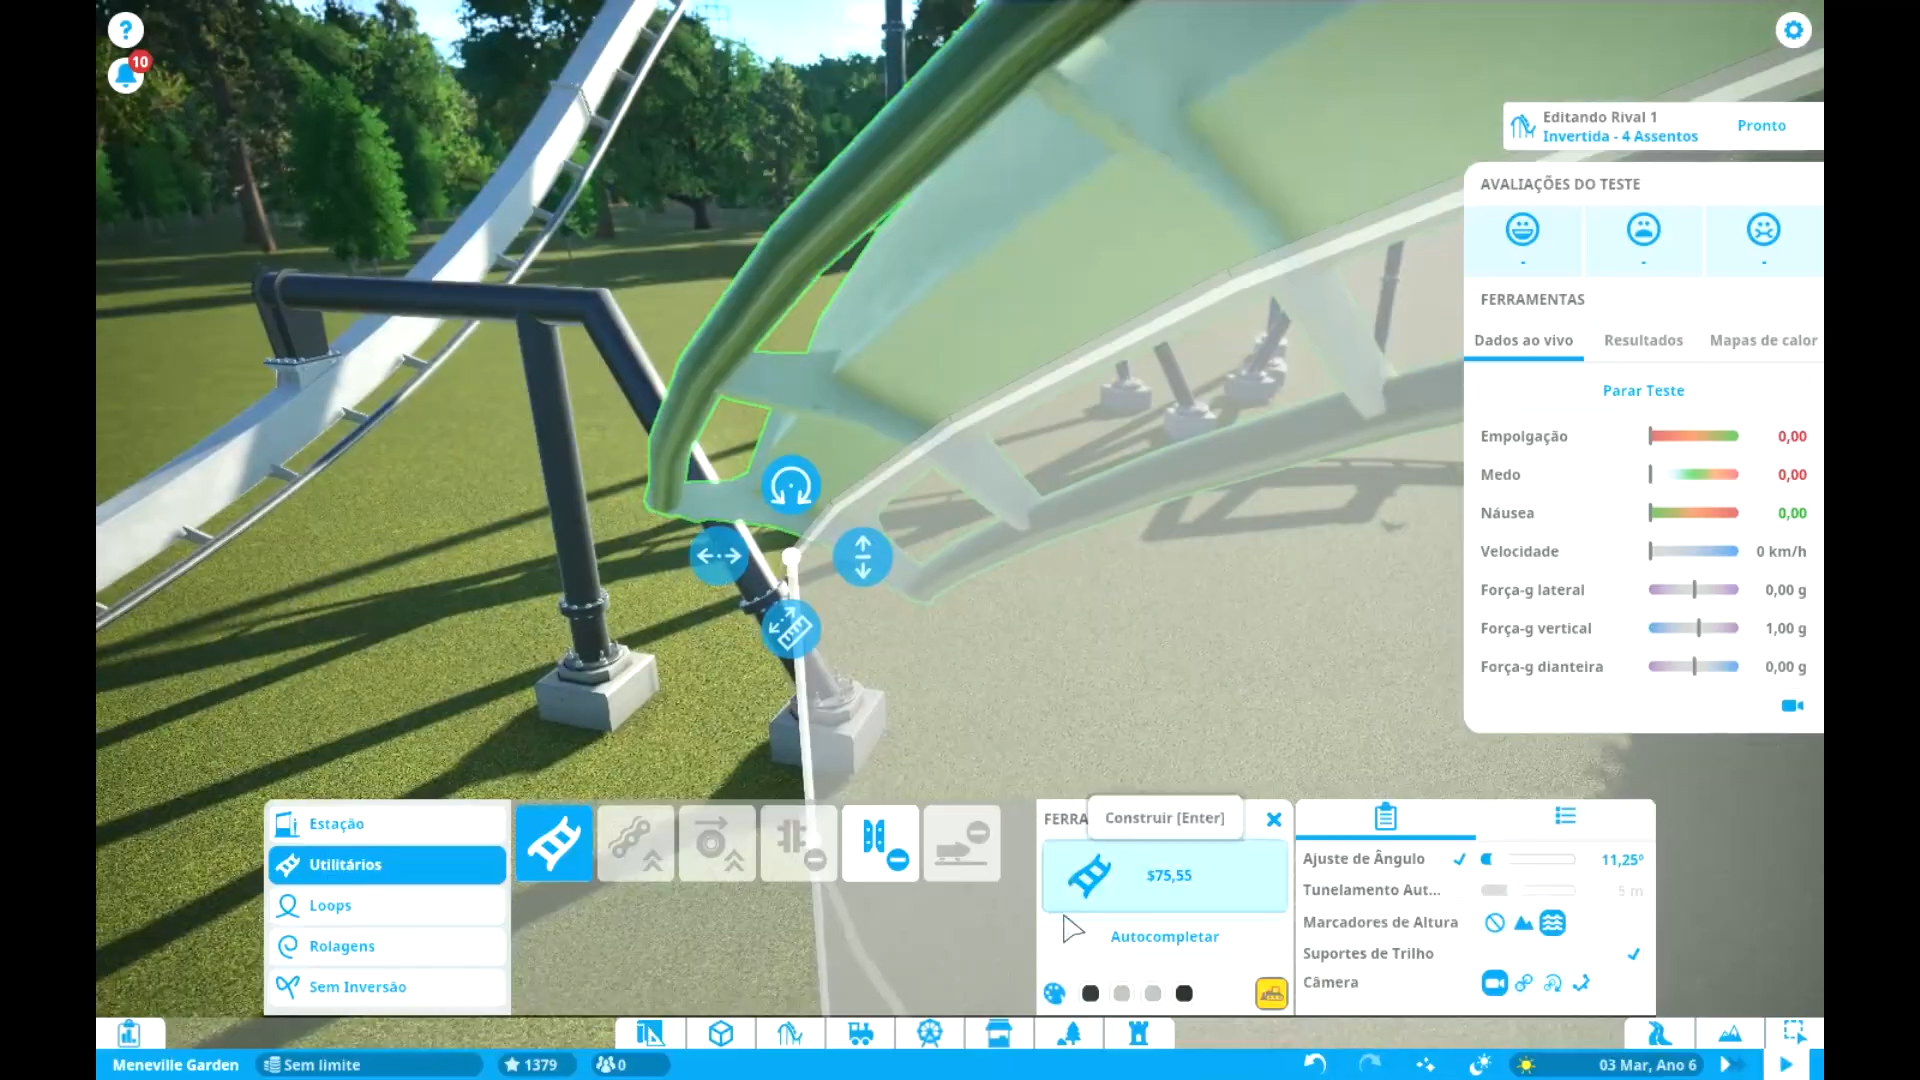 ?
10
Editando Rival 1
Invertida - 4 Assentos
Pronto
AVALIAÇÕES DO TESTE
- - -
FERRAMENTAS
Dados ao vivo Resultados Mapas de calor
Parar Teste
Empolgação 0,00
Medo 0,00
Náusea 0,00
Velocidade 0 km/h
Força-g lateral 0,00 g
Força-g vertical 1,00 g
Força-g dianteira 0,00 g
Estação
Utilitários
Loops
Rolagens
Sem Inversão
FERRA
Construir [Enter]
$75,55
Autocompletar
Ajuste de Ângulo 11,25º
Tunelamento Aut... 5 m
Marcadores de Altura
Suportes de Trilho
Câmera
Meneville Garden Sem limite 1379 0 03 Mar, Ano 6